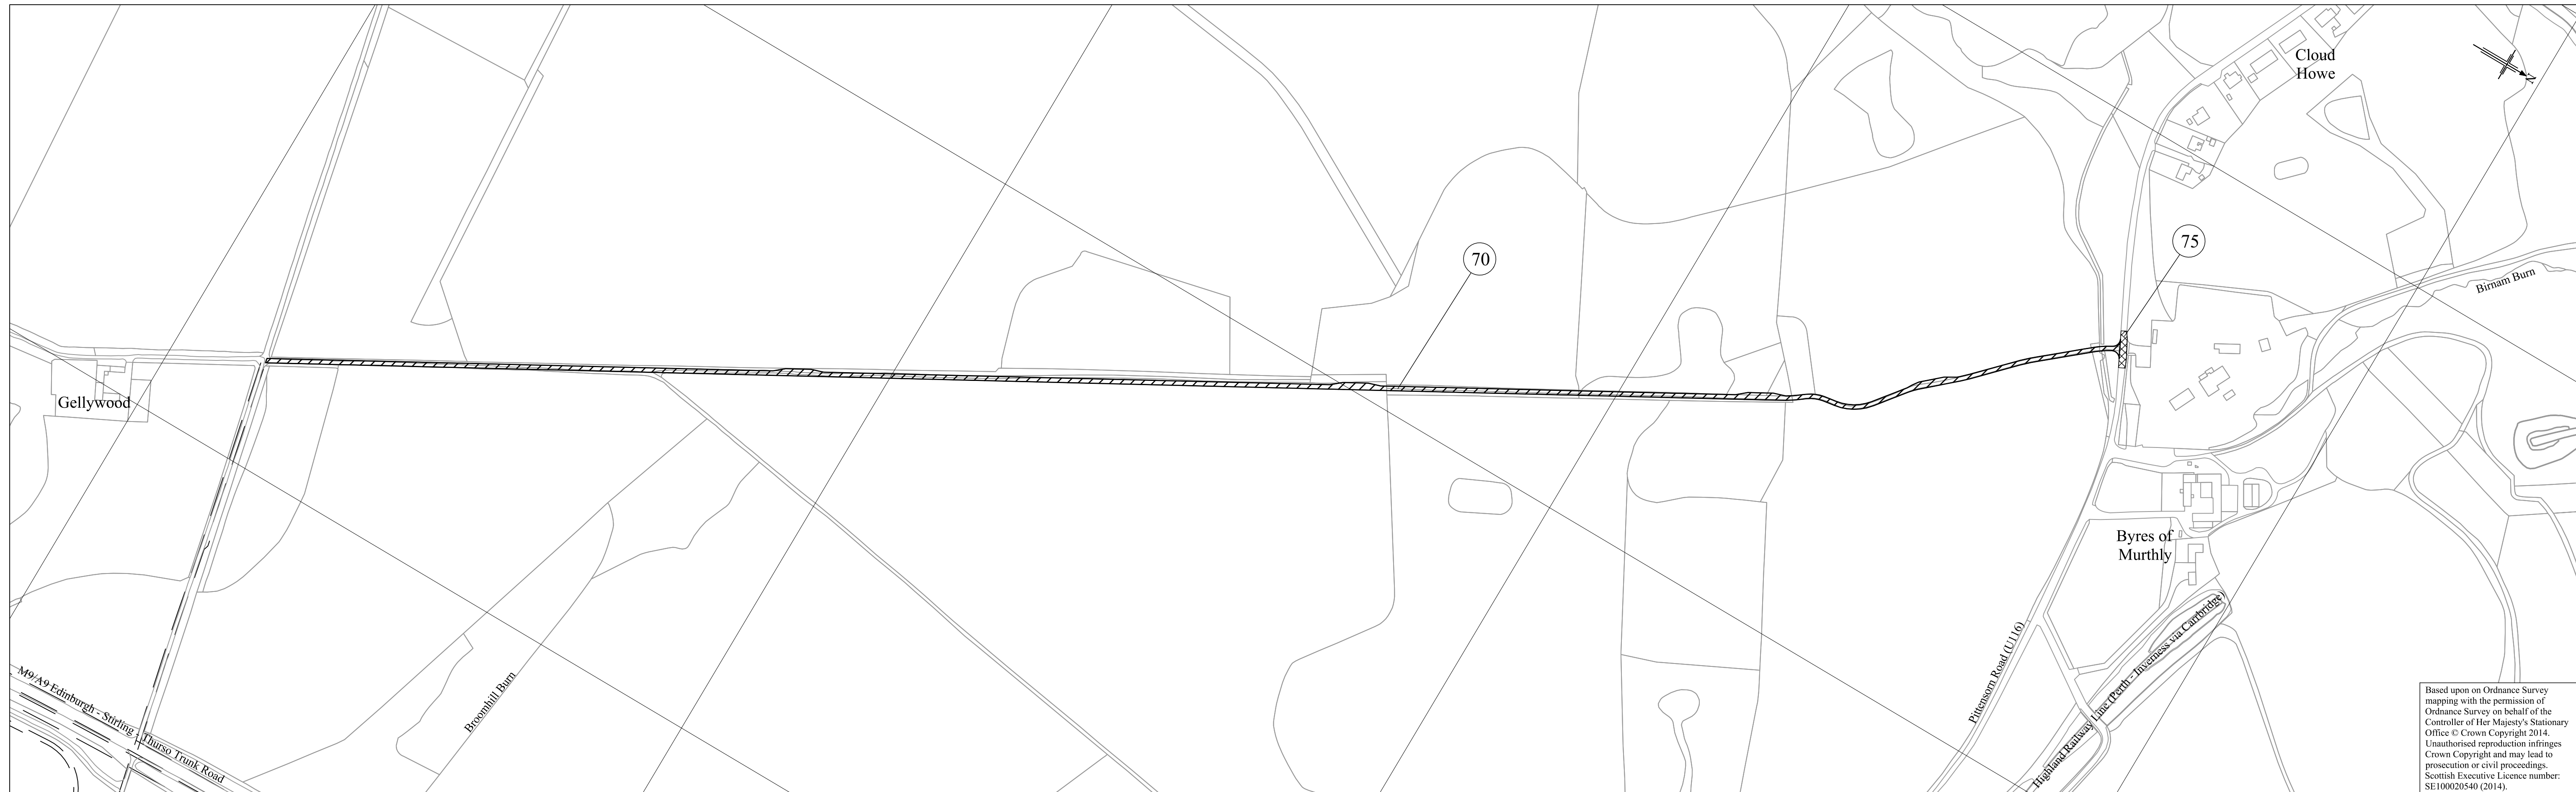 Cloud
Howe
N
75
70
Birnam Burn
Gellywood
Byres of
Murthly
Pittensorn Road (U116)
Highland Railway Line (Perth - Inverness via Carrbridge)
Broomhill Burn
M9/A9 Edinburgh - Stirling - Thurso Trunk Road
Based upon on Ordnance Survey
mapping with the permission of
Ordnance Survey on behalf of the
Controller of Her Majesty's Stationary
Office © Crown Copyright 2014.
Unauthorised reproduction infringes
Crown Copyright and may lead to
prosecution or civil proceedings.
Scottish Executive Licence number:
SE100020540 (2014).